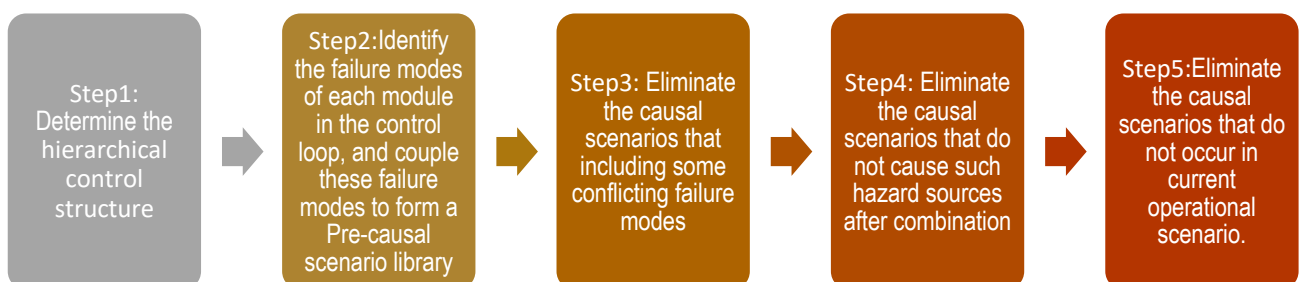 Step1:
Determine the
hierarchical
control
structure
Step2:Identify
the failure modes
of each module
in the control
loop, and couple
these failure
modes to form a
Pre-causal
scenario library
Step3: Eliminate
the causal
scenarios that
including some
conflicting failure
modes
Step4: Eliminate
the causal
scenarios that do
not cause such
hazard sources
after combination
Step5:Eliminate
the causal
scenarios that do
not occur in
current
operational
scenario.